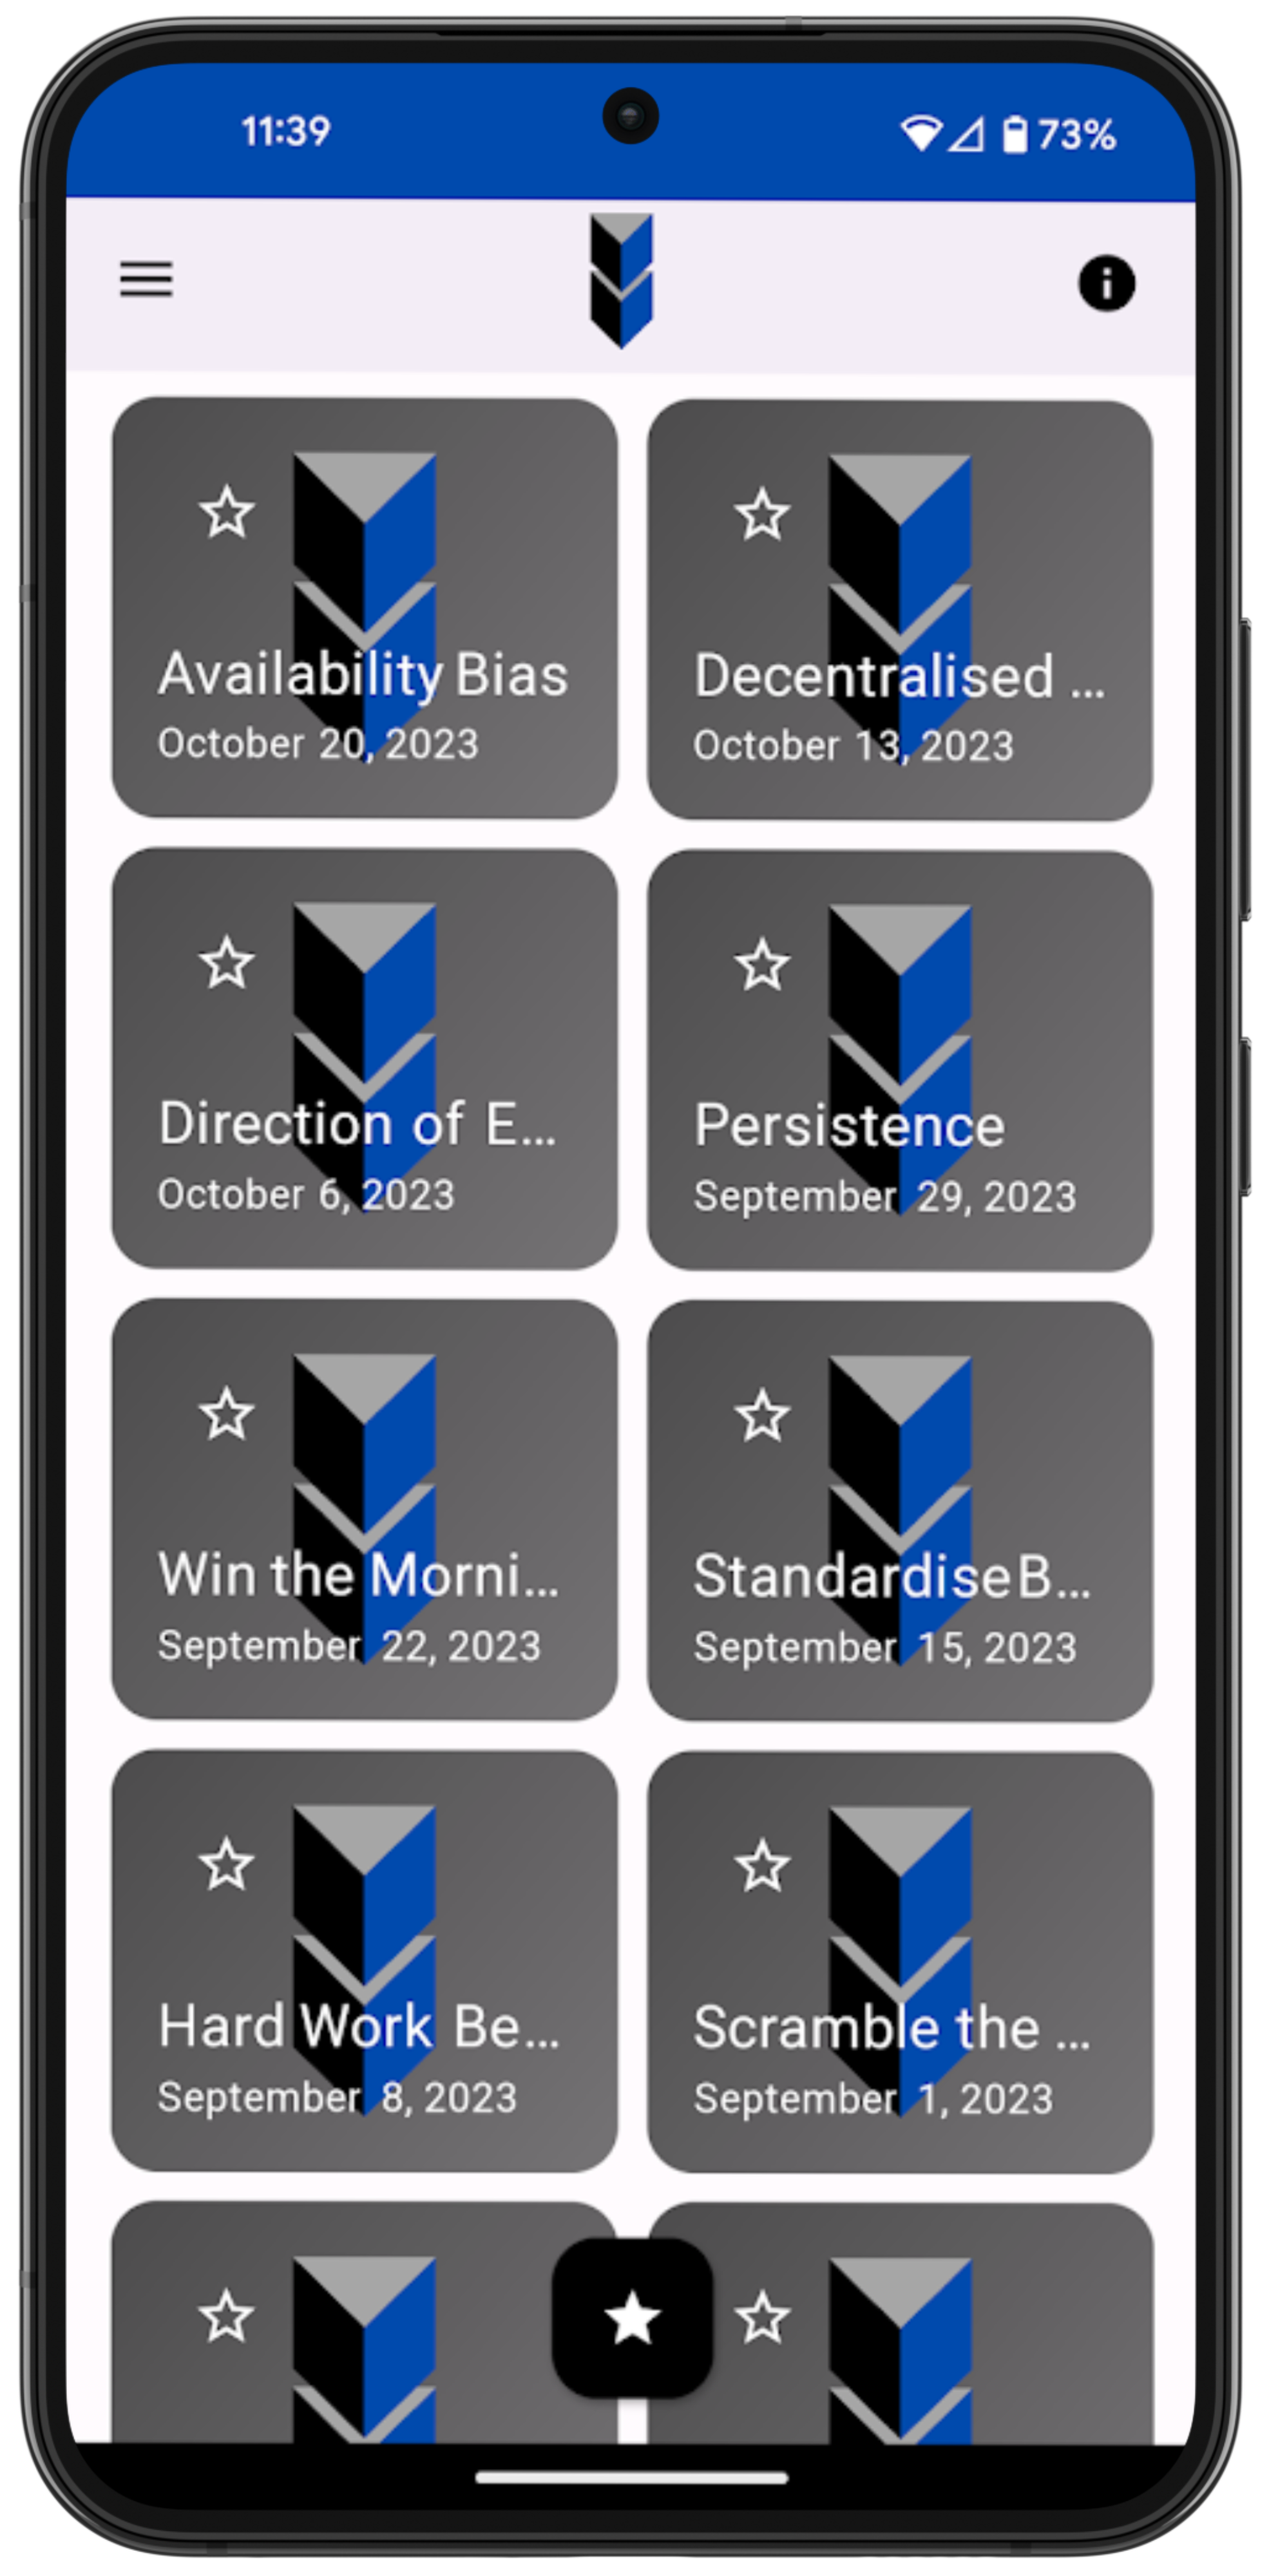 11:39
73%
Availability Bias
October 20, 2023
Decentralised ...
October 13, 2023
Direction of E...
October 6, 2023
Persistence
September 29, 2023
Win the Morni...
September 22, 2023
Standardise B...
September 15, 2023
Hard Work Be...
September 8, 2023
Scramble the ...
September 1, 2023